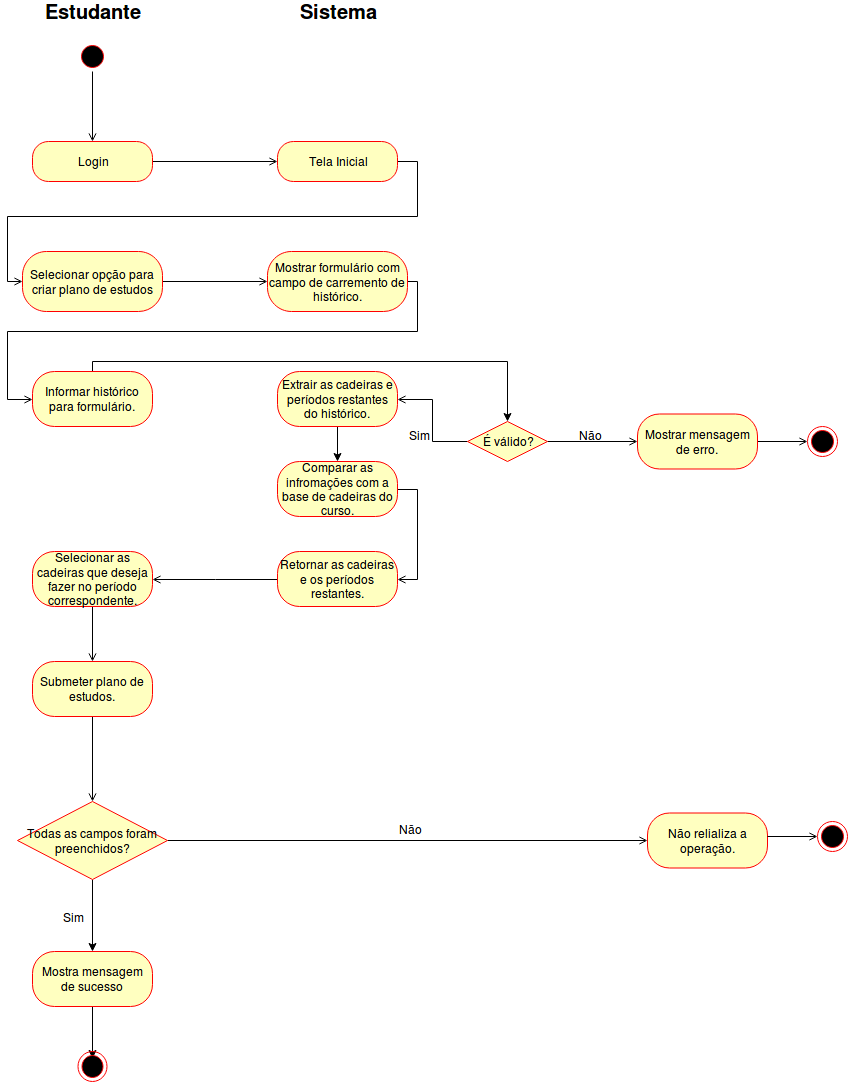 Estudante
Sistema
Login
Tela Inicial
Selecionar opção para
criar plano de estudos
Mostrar formulário com
campo de carremento de
histórico.
Informar histórico
para formulário.
Extrair as cadeiras e
períodos restantes
do histórico.
Sim
É válido?
Não
Mostrar mensagem
de erro.
Comparar as
infromações com a
base de cadeiras do
curso.
Selecionar as
cadeiras que deseja
fazer no período
correspondente.
Retornar as cadeiras
e os períodos
restantes.
Submeter plano de
estudos.
Todas as campos foram
preenchidos?
Não
Não relializa a
operação.
Sim
Mostra mensagem
de sucesso